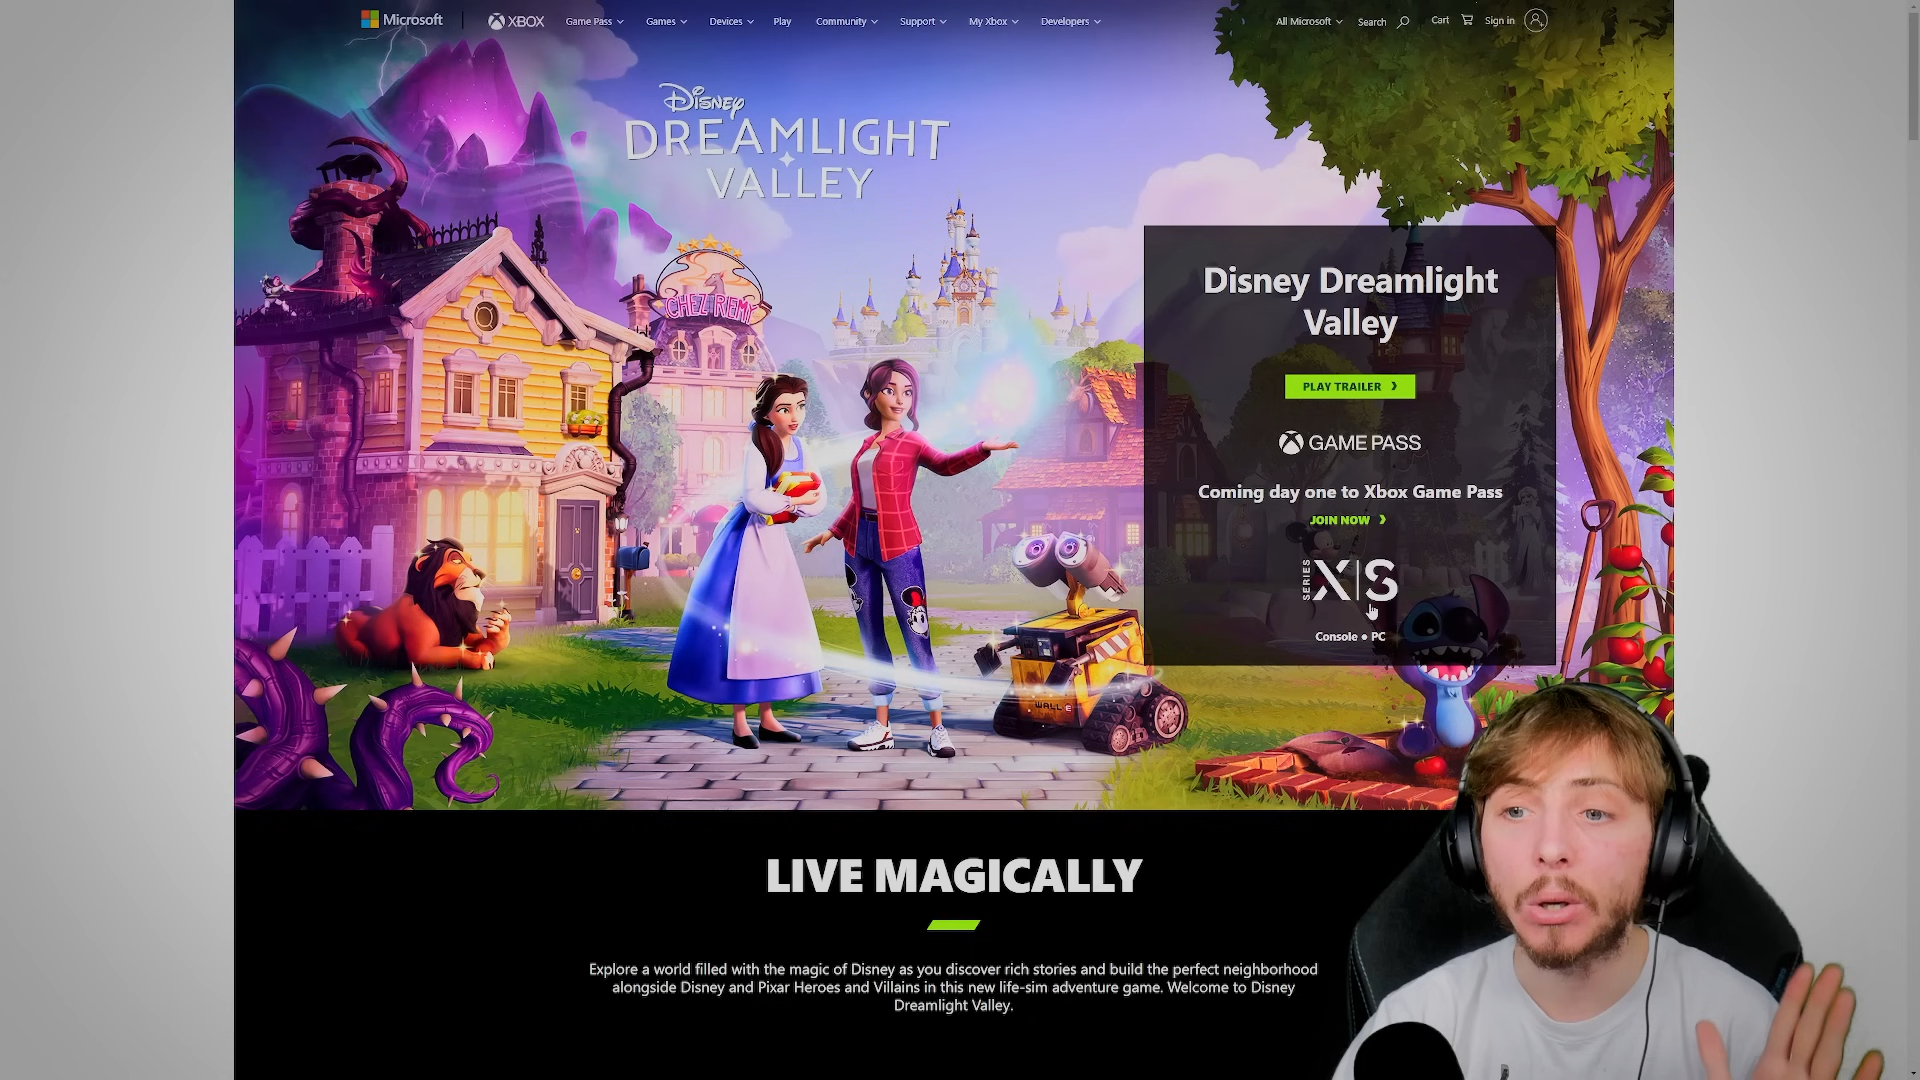 Microsoft
XBOX
Game Pass
Games
Devices
Play
Community
Support
My Xbox
Developers
All Microsoft
Search
Cart
Sign in
Disney
DREAMLIGHT
VALLEY
CHEZ REMY
Disney Dreamlight
Valley
PLAY TRAILER
GAME PASS
Coming day one to Xbox Game Pass
JOIN NOW
SERIES X|S
Console • PC
WALL E
LIVE MAGICALLY
Explore a world filled with the magic of Disney as you discover rich stories and build the perfect neighborhood
alongside Disney and Pixar Heroes and Villains in this new life-sim adventure game. Welcome to Disney
Dreamlight Valley.